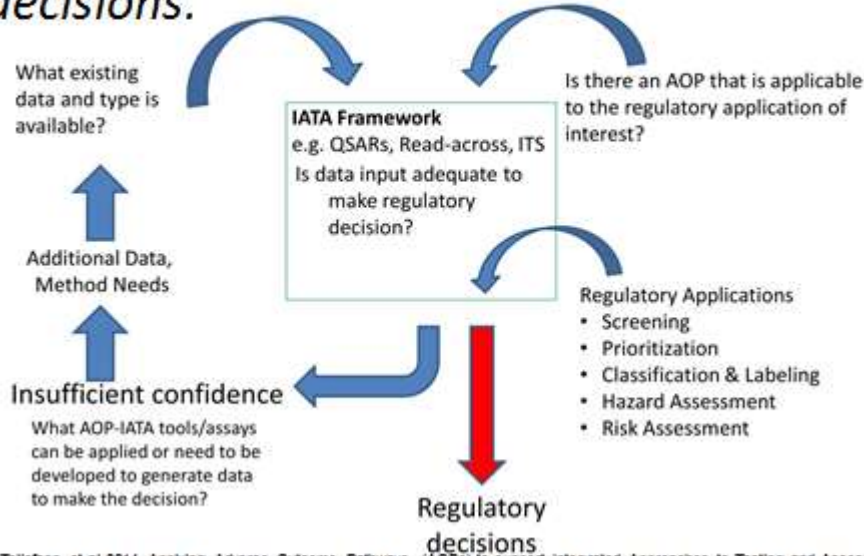 decisions.
What existing
data and type is
available?
Is there an AOP that is applicable
to the regulatory application of
interest?
IATA Framework
e.g. QSARs, Read-across, ITS
Is data input adequate to
make regulatory
decision?
Additional Data,
Method Needs
Regulatory Applications
• Screening
• Prioritization
• Classification & Labeling
• Hazard Assessment
• Risk Assessment
Insufficient confidence
What AOP-IATA tools/assays
can be applied or need to be
developed to generate data
to make the decision?
Regulatory
decisions